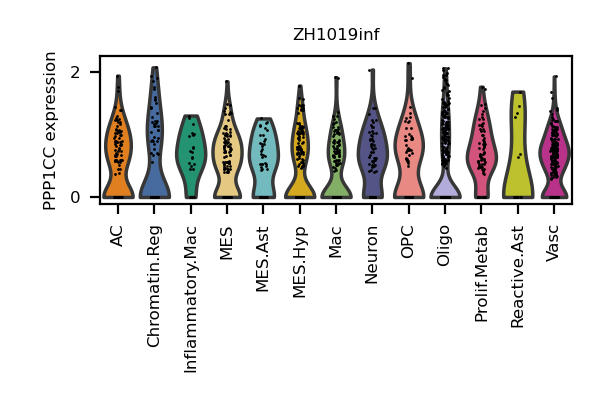 ZH1019inf
PPP1CC expression
2
0
AC
Chromatin.Reg
Inflammatory.Mac
MES
MES.Ast
MES.Hyp
Mac
Neuron
OPC
Oligo
Prolif.Metab
Reactive.Ast
Vasc